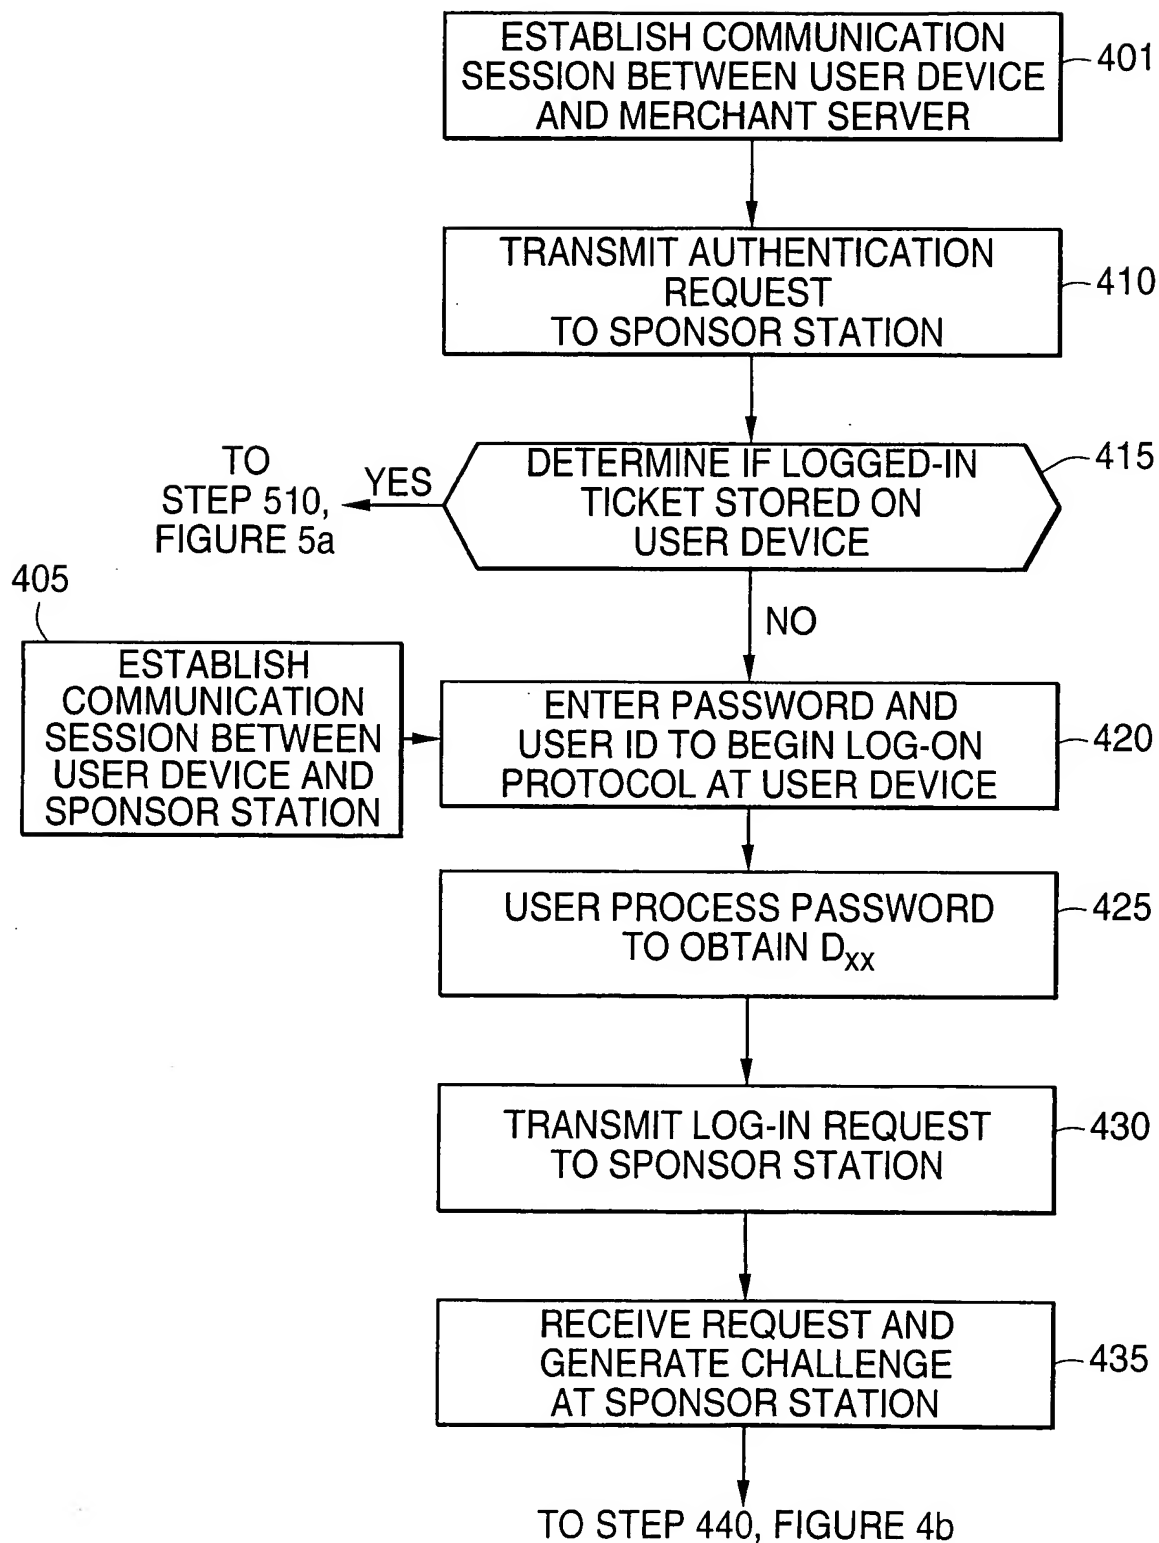 ESTABLISH COMMUNICATION
SESSION BETWEEN USER DEVICE
AND MERCHANT SERVER
401
TRANSMIT AUTHENTICATION
REQUEST
TO SPONSOR STATION
410
DETERMINE IF LOGGED-IN
TICKET STORED ON
USER DEVICE
415
YES
TO
STEP 510,
FIGURE 5a
NO
405
ESTABLISH
COMMUNICATION
SESSION BETWEEN
USER DEVICE AND
SPONSOR STATION
ENTER PASSWORD AND
USER ID TO BEGIN LOG-ON
PROTOCOL AT USER DEVICE
420
USER PROCESS PASSWORD
TO OBTAIN Dxx
425
TRANSMIT LOG-IN REQUEST
TO SPONSOR STATION
430
RECEIVE REQUEST AND
GENERATE CHALLENGE
AT SPONSOR STATION
435
TO STEP 440, FIGURE 4b